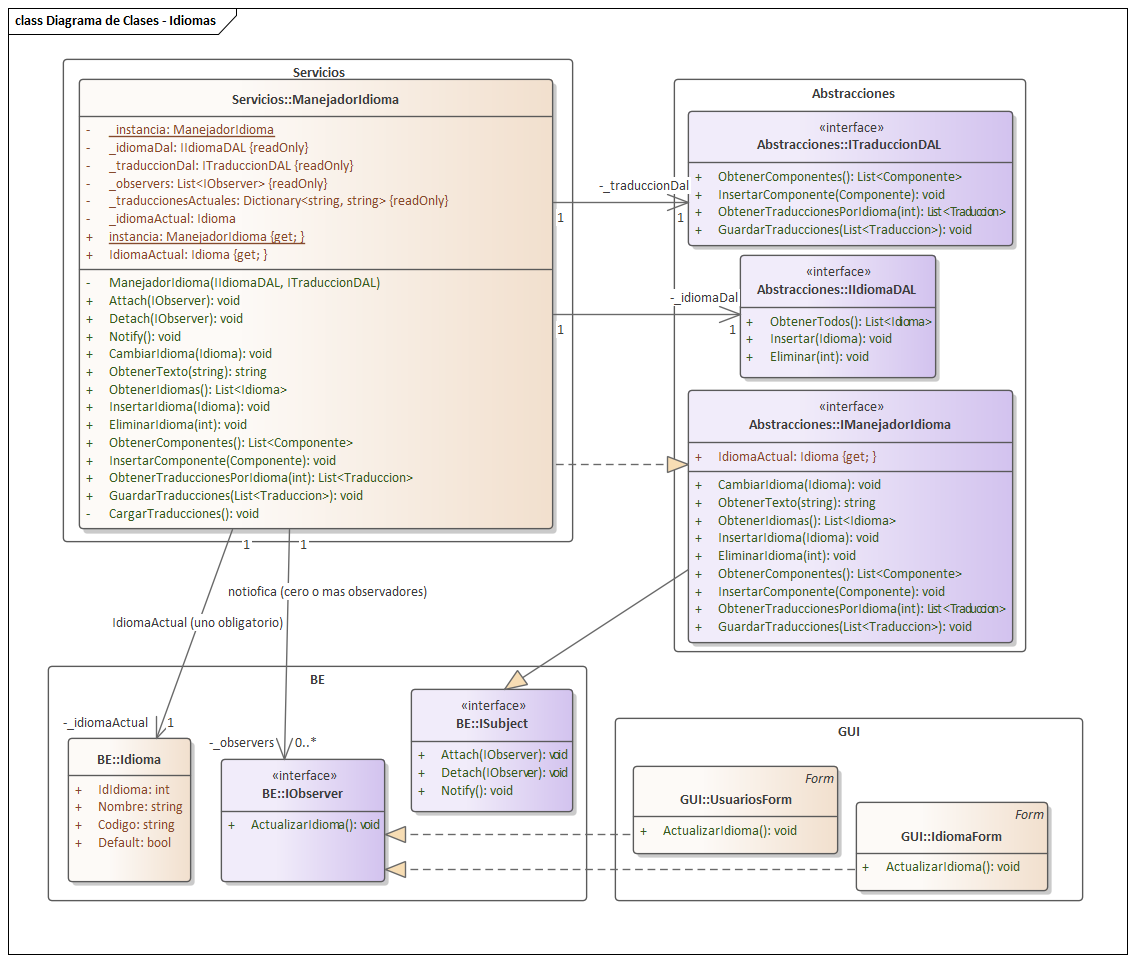 class Diagrama de Clases - Idiomas
Servicios
Servicios::ManejadorIdioma
- _instancia: ManejadorIdioma
- _idiomaDal: IIdiomaDAL {readOnly}
- _traduccionDal: ITraduccionDAL {readOnly}
- _observers: List<IObserver> {readOnly}
- _traduccionesActuales: Dictionary<string, string> {readOnly}
- _idiomaActual: Idioma
+ instancia: ManejadorIdioma {get; }
+ IdiomaActual: Idioma {get; }
- ManejadorIdioma(IIdiomaDAL, ITraduccionDAL)
+ Attach(IObserver): void
+ Detach(IObserver): void
+ Notify(): void
+ CambiarIdioma(Idioma): void
+ ObtenerTexto(string): string
+ ObtenerIdiomas(): List<Idioma>
+ InsertarIdioma(Idioma): void
+ EliminarIdioma(int): void
+ ObtenerComponentes(): List<Componente>
+ InsertarComponente(Componente): void
+ ObtenerTraduccionesPorIdioma(int): List<Traduccion>
+ GuardarTraducciones(List<Traduccion>): void
- CargarTraducciones(): void
Abstracciones
«interface»
Abstracciones::ITraduccionDAL
+ ObtenerComponentes(): List<Componente>
+ InsertarComponente(Componente): void
+ ObtenerTraduccionesPorIdioma(int): List<Traduccion>
+ GuardarTraducciones(List<Traduccion>): void
-_traduccionDal
1
1
«interface»
Abstracciones::IIdiomaDAL
+ ObtenerTodos(): List<Idioma>
+ Insertar(Idioma): void
+ Eliminar(int): void
-_idiomaDal
1
1
«interface»
Abstracciones::IManejadorIdioma
+ IdiomaActual: Idioma {get; }
+ CambiarIdioma(Idioma): void
+ ObtenerTexto(string): string
+ ObtenerIdiomas(): List<Idioma>
+ InsertarIdioma(Idioma): void
+ EliminarIdioma(int): void
+ ObtenerComponentes(): List<Componente>
+ InsertarComponente(Componente): void
+ ObtenerTraduccionesPorIdioma(int): List<Traduccion>
+ GuardarTraducciones(List<Traduccion>): void
1
1
notiofica (cero o mas observadores)
IdiomaActual (uno obligatorio)
BE
-_idiomaActual
1
-_observers
0..*
BE::Idioma
+ IdIdioma: int
+ Nombre: string
+ Codigo: string
+ Default: bool
«interface»
BE::IObserver
+ ActualizarIdioma(): void
«interface»
BE::ISubject
+ Attach(IObserver): void
+ Detach(IObserver): void
+ Notify(): void
GUI
Form
GUI::UsuariosForm
+ ActualizarIdioma(): void
Form
GUI::IdiomaForm
+ ActualizarIdioma(): void